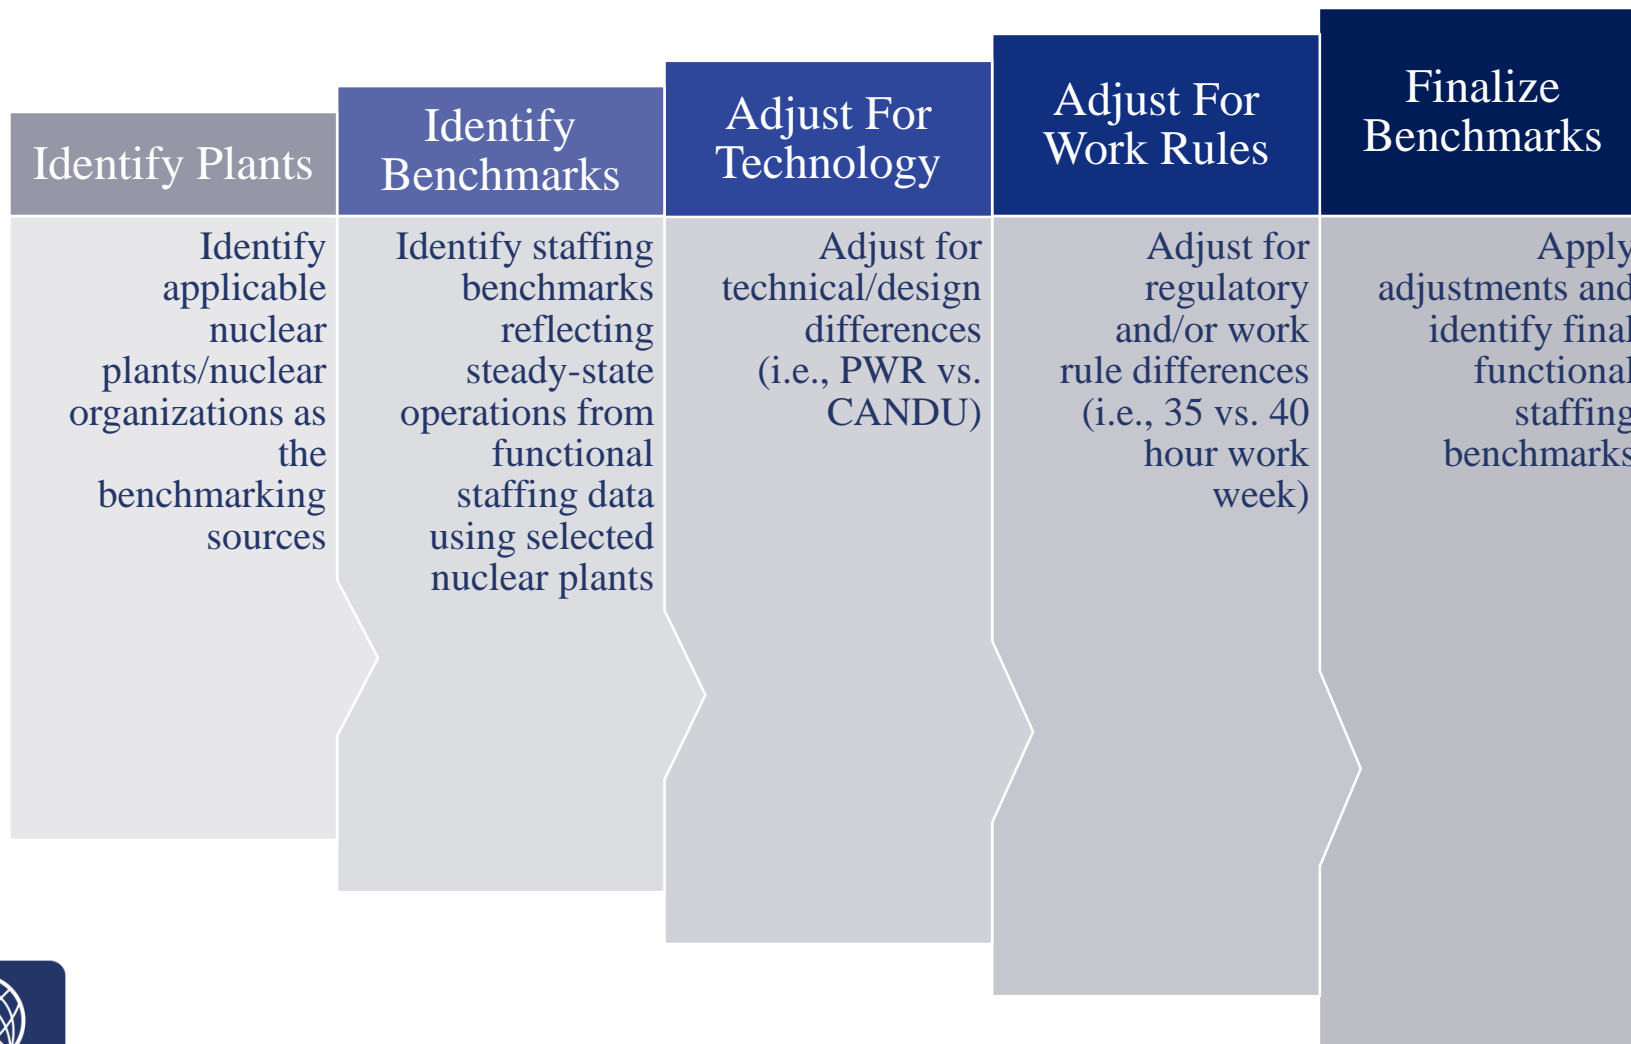 Identify Plants
Identify
applicable
nuclear
plants/nuclear
organizations as
the
benchmarking
sources
Identify
Benchmarks
Identify staffing
benchmarks
reflecting
steady-state
operations from
functional
staffing data
using selected
nuclear plants
Adjust For
Technology
Adjust for
technical/design
differences
(i.e., PWR vs.
CANDU)
Adjust For
Work Rules
Adjust for
regulatory
and/or work
rule differences
(i.e., 35 vs. 40
hour work
week)
Finalize
Benchmarks
Apply
adjustments and
identify final
functional
staffing
benchmarks